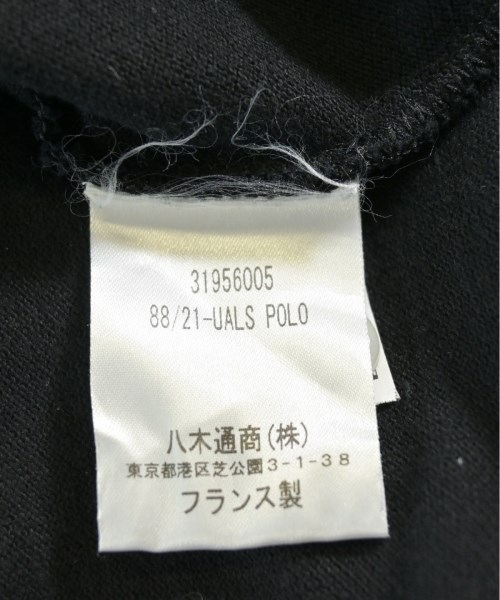 31956005
88/21-UALS POLO
八木通商(株)
東京都港区芝公園3-1-38
フランス製